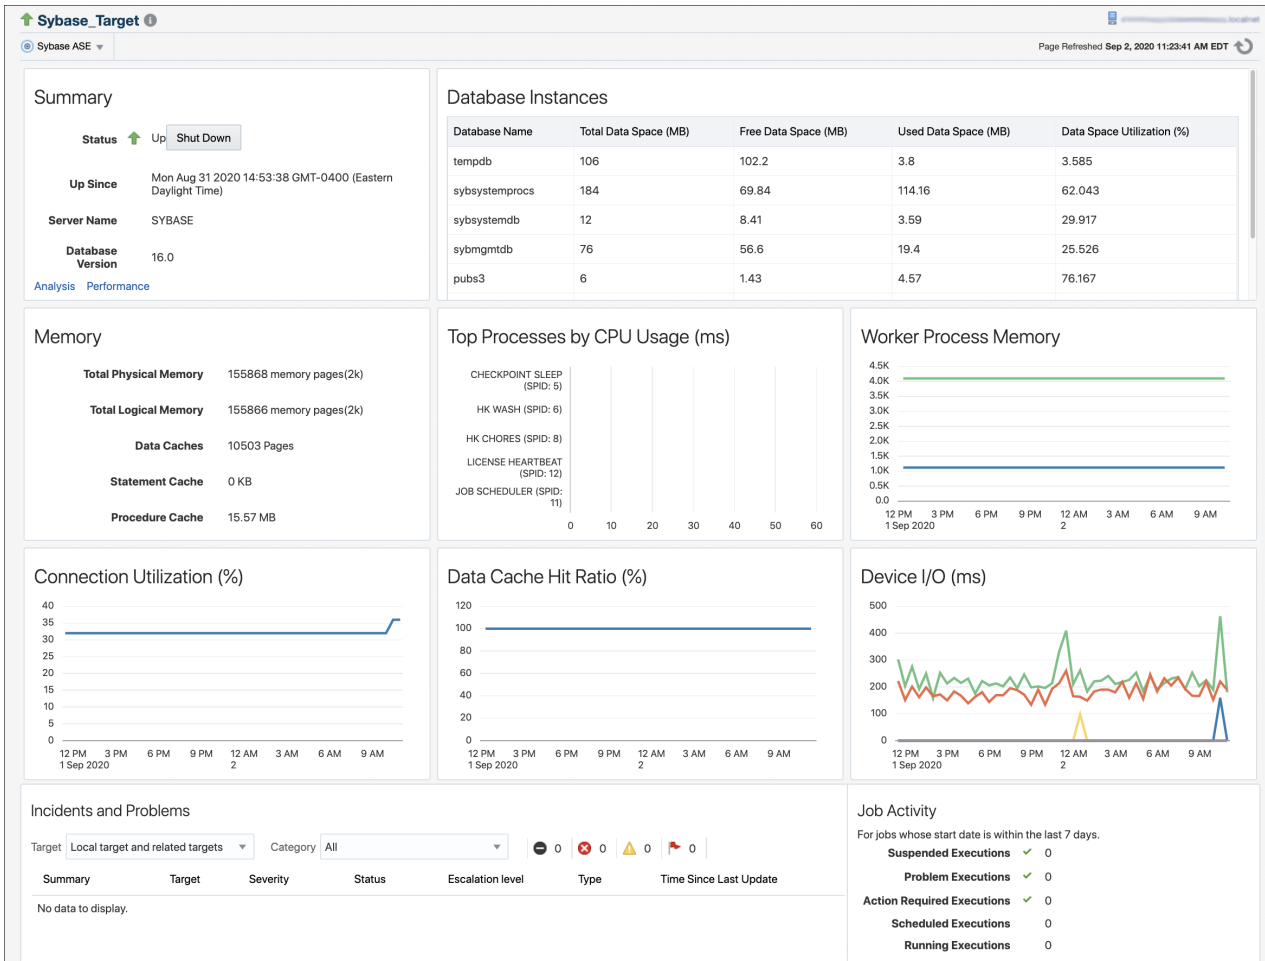 Sybase_Target
Sybase ASE
Page Refreshed Sep 2, 2020 11:23:41 AM EDT
Summary
Status Up Shut Down
Up Since Mon Aug 31 2020 14:53:38 GMT-0400 (Eastern
Daylight Time)
Server Name SYBASE
Database
Version 16.0
Analysis Performance
Database Instances
Database Name Total Data Space (MB) Free Data Space (MB) Used Data Space (MB) Data Space Utilization (%)
tempdb 106 102.2 3.8 3.585
sybsystemprocs 184 69.84 114.16 62.043
sybsystemdb 12 8.41 3.59 29.917
sybmgmtdb 76 56.6 19.4 25.526
pubs3 6 1.43 4.57 76.167
Memory
Total Physical Memory 155868 memory pages(2k)
Total Logical Memory 155866 memory pages(2k)
Data Caches 10503 Pages
Statement Cache 0 KB
Procedure Cache 15.57 MB
Top Processes by CPU Usage (ms)
CHECKPOINT SLEEP
(SPID: 5)
HK WASH (SPID: 6)
HK CHORES (SPID: 8)
LICENSE HEARTBEAT
(SPID: 12)
JOB SCHEDULER (SPID:
11)
0 10 20 30 40 50 60
Worker Process Memory
4.5K
4.0K
3.5K
3.0K
2.5K
2.0K
1.5K
1.0K
0.5K
0.0
12 PM 3 PM 6 PM 9 PM 12 AM 3 AM 6 AM 9 AM
1 Sep 2020 2
Connection Utilization (%)
40
35
30
25
20
15
10
5
0
12 PM 3 PM 6 PM 9 PM 12 AM 3 AM 6 AM 9 AM
1 Sep 2020 2
Data Cache Hit Ratio (%)
120
100
80
60
40
20
0
12 PM 3 PM 6 PM 9 PM 12 AM 3 AM 6 AM 9 AM
1 Sep 2020 2
Device I/O (ms)
500
400
300
200
100
0
12 PM 3 PM 6 PM 9 PM 12 AM 3 AM 6 AM 9 AM
1 Sep 2020 2
Incidents and Problems
Target Local target and related targets Category All 0 0 0 0
Summary Target Severity Status Escalation level Type Time Since Last Update
No data to display.
Job Activity
For jobs whose start date is within the last 7 days.
Suspended Executions 0
Problem Executions 0
Action Required Executions 0
Scheduled Executions 0
Running Executions 0